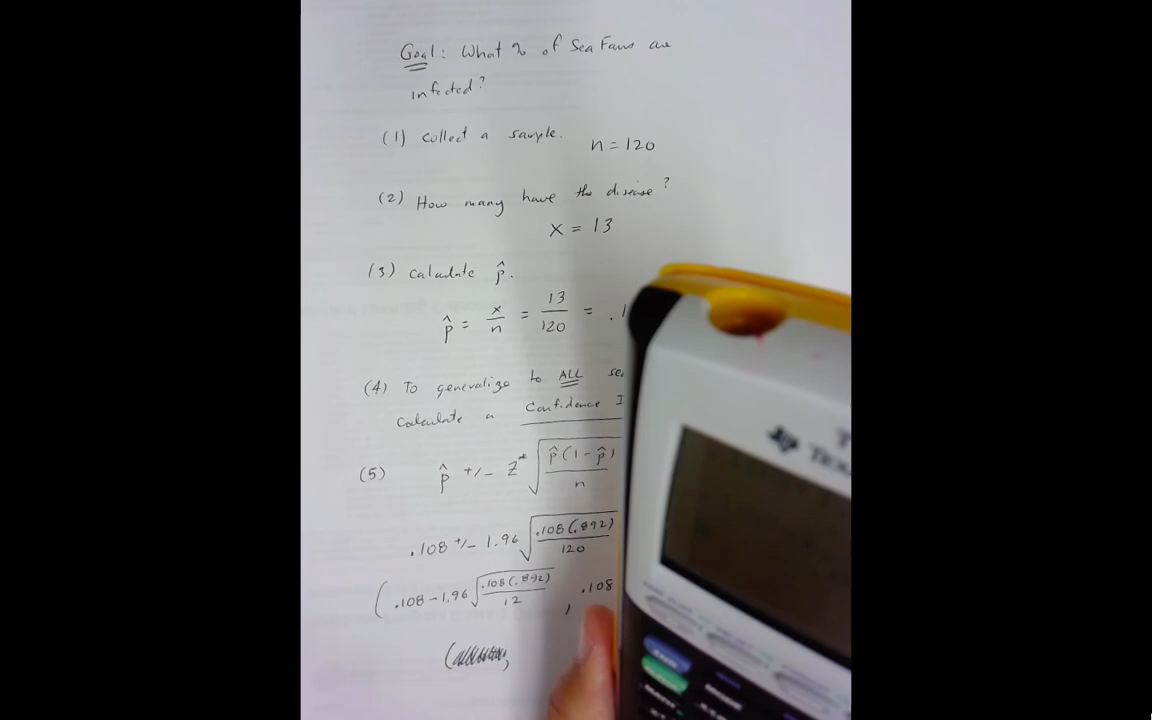 Goal: What % of Sea Fans are
infected?
(1) collect a sample. n = 120
(2) How many have the disease?
x = 13
(3) calculate p̂.
p̂ = x/n = 13/120 = .1
(4) To generalize to ALL sea
calculate a Confidence I
(5) p̂ +/- Z* √(p̂(1-p̂)/n)
.108 +/- 1.96 √(.108(.892)/120)
(.108 - 1.96 √(.108(.892)/12) , .108